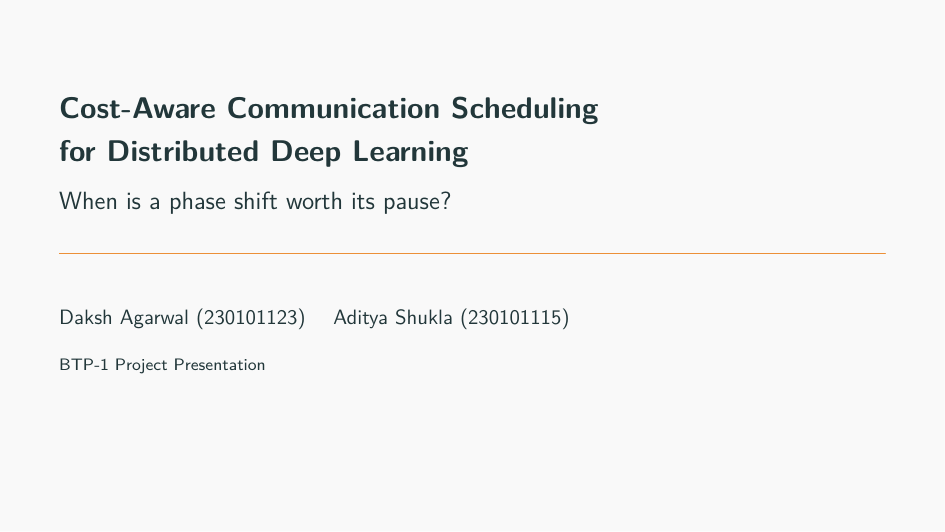 Cost-Aware Communication Scheduling
for Distributed Deep Learning
When is a phase shift worth its pause?
Daksh Agarwal (230101123) Aditya Shukla (230101115)
BTP-1 Project Presentation